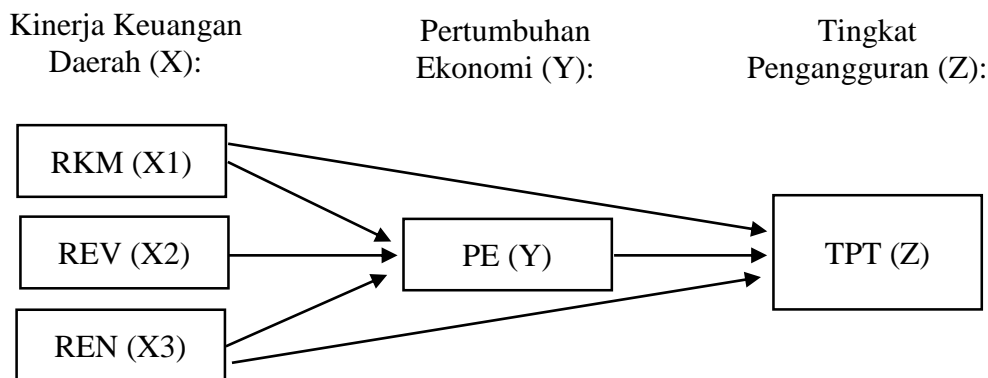 Kinerja Keuangan
Daerah (X):
Pertumbuhan
Ekonomi (Y):
Tingkat
Pengangguran (Z):
RKM (X1)
REV (X2)
REN (X3)
PE (Y)
TPT (Z)